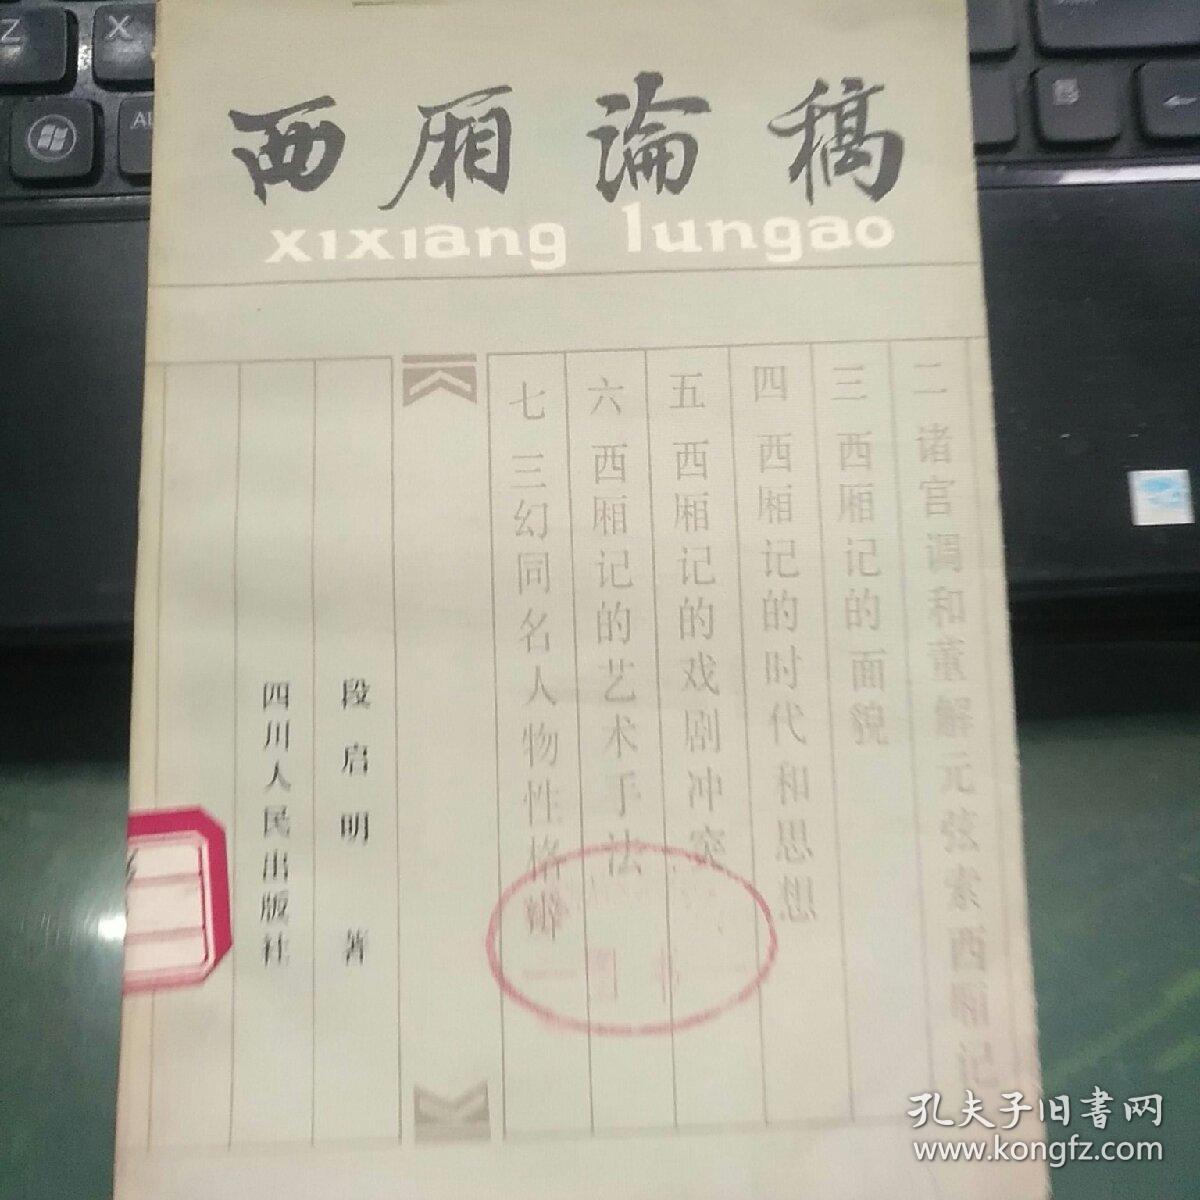 西厢論稿
xixiang lungao
二 诸宫调和董解元弦索西厢记
三 西厢记的面貌
四 西厢记的时代和思想
五 西厢记的戏剧冲突
六 西厢记的艺术手法
七 三幻同名人物性格辨
段启明 著
四川人民出版社
孔夫子旧書网
www.kongfz.com
Z
X